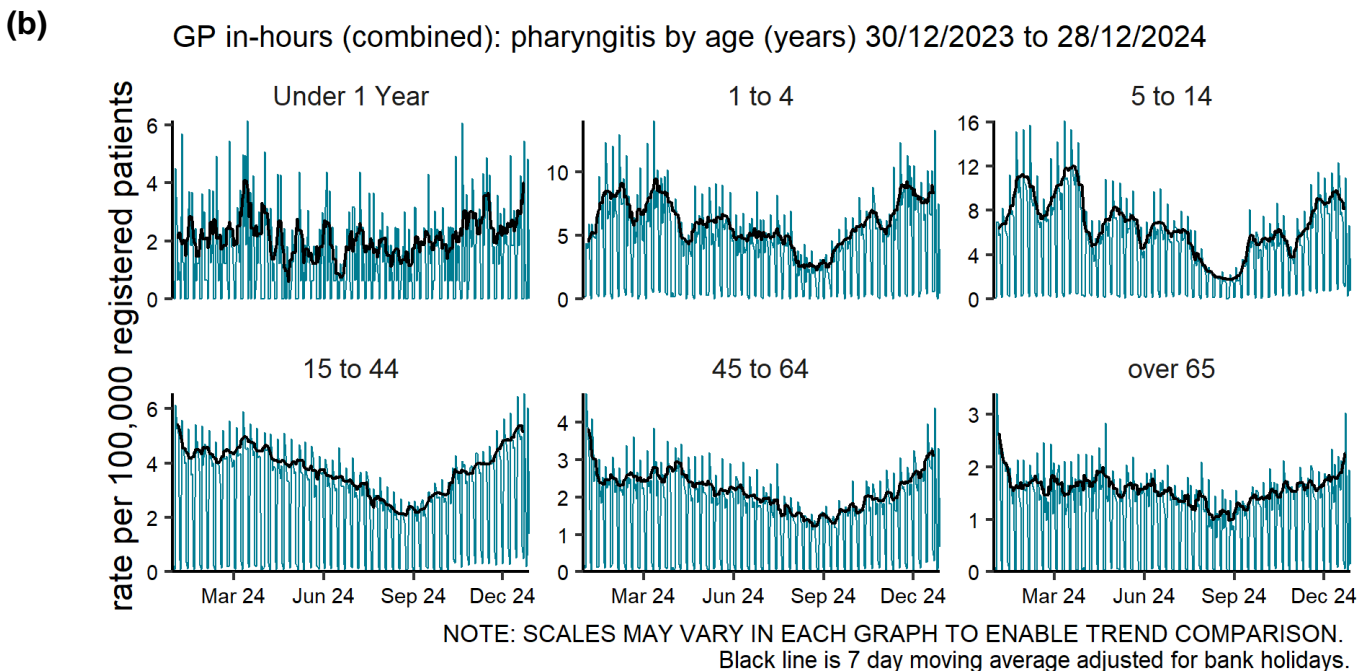 (b)
GP in-hours (combined): pharyngitis by age (years) 30/12/2023 to 28/12/2024
rate per 100,000 registered patients
Under 1 Year
1 to 4
5 to 14
6
4
2
0
10
5
0
16
12
8
4
0
15 to 44
45 to 64
over 65
6
4
2
0
4
3
2
1
0
3
2
1
0
Mar 24 Jun 24 Sep 24 Dec 24
Mar 24 Jun 24 Sep 24 Dec 24
Mar 24 Jun 24 Sep 24 Dec 24
NOTE: SCALES MAY VARY IN EACH GRAPH TO ENABLE TREND COMPARISON.
Black line is 7 day moving average adjusted for bank holidays.